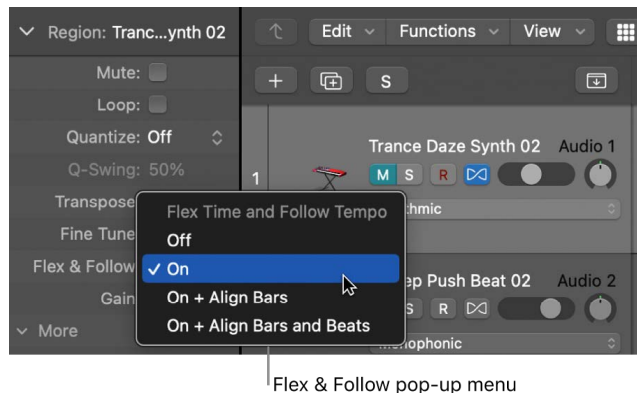 Region: Tranc...ynth 02
Edit
Functions
View
Mute:
S
Loop:
Quantize: Off
Trance Daze Synth 02 Audio 1
Q-Swing: 50%
1
M S R
Transpose
Flex Time and Follow Tempo
thmic
Fine Tune
Off
Flex & Follow
On
ep Push Beat 02 Audio 2
Gain
On + Align Bars
S R
More
On + Align Bars and Beats
nophonic
Flex & Follow pop-up menu